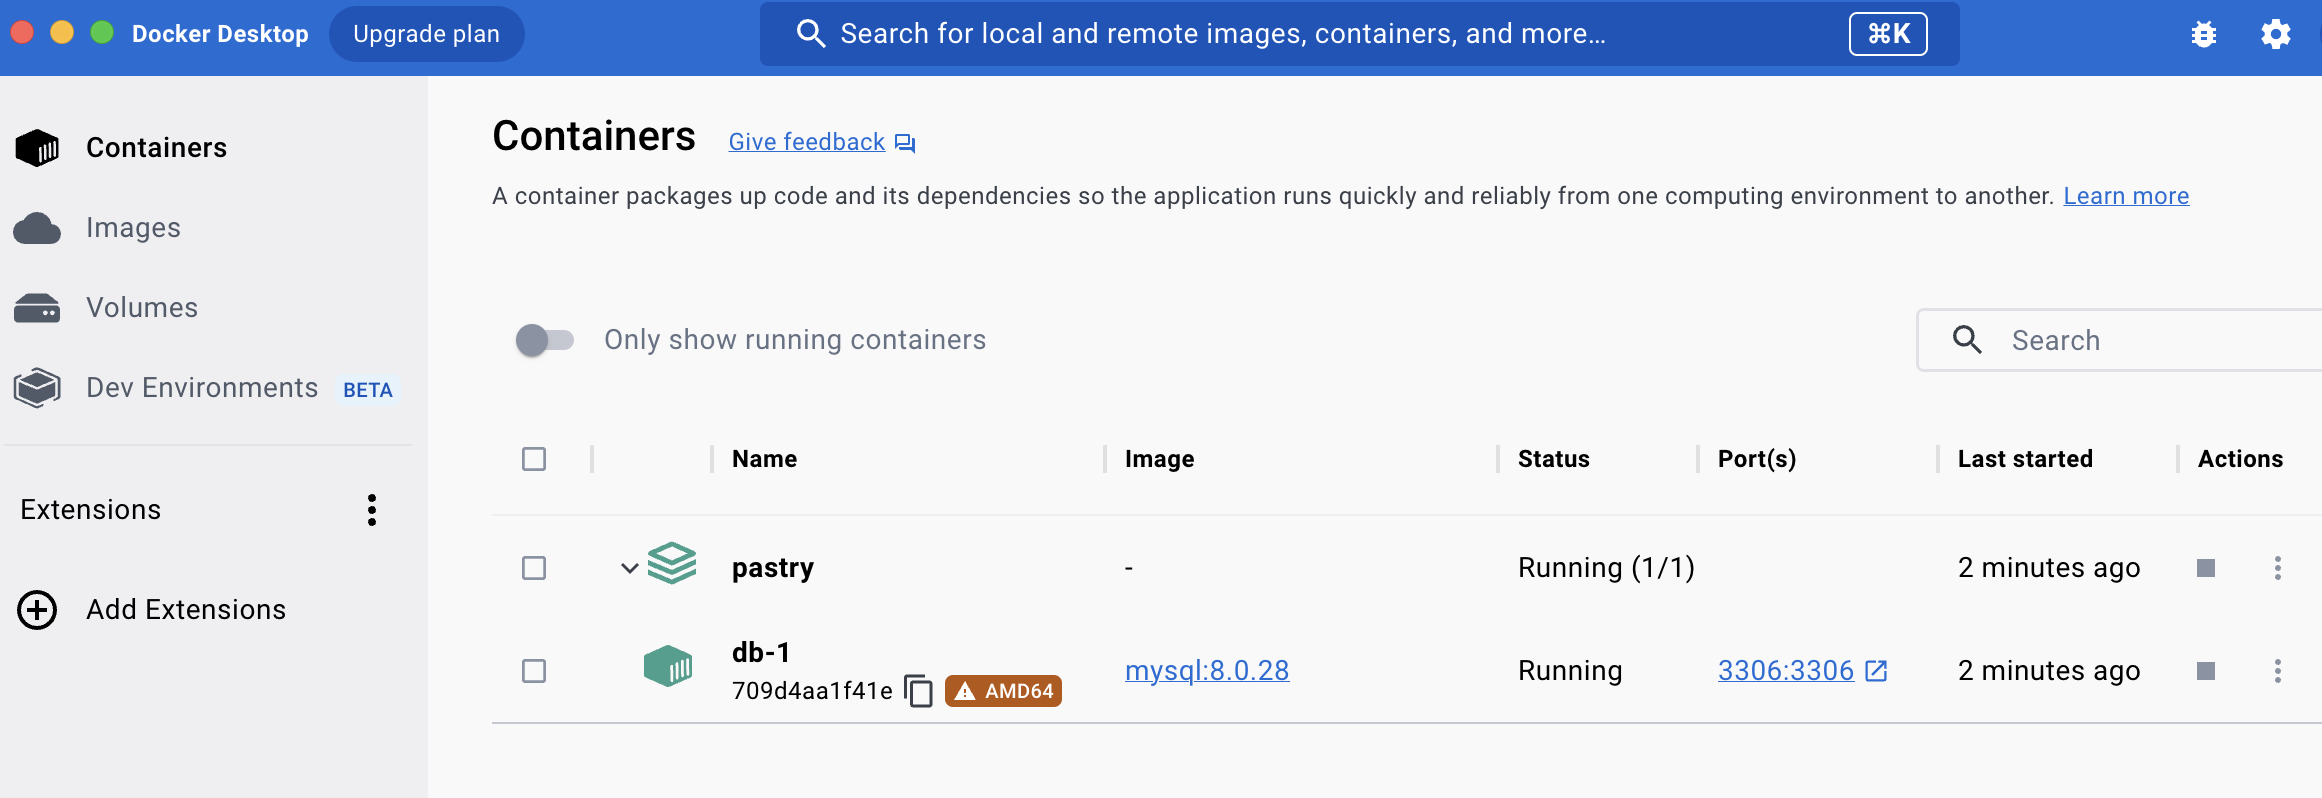 Docker Desktop
Upgrade plan
Search for local and remote images, containers, and more...
⌘K
Containers
Images
Volumes
Dev Environments BETA
Extensions
Add Extensions
Containers
Give feedback
A container packages up code and its dependencies so the application runs quickly and reliably from one computing environment to another. Learn more
Only show running containers
Search
Name Image Status Port(s) Last started Actions
pastry - Running (1/1) 2 minutes ago
db-1
709d4aa1f41e AMD64 mysql:8.0.28 Running 3306:3306 2 minutes ago